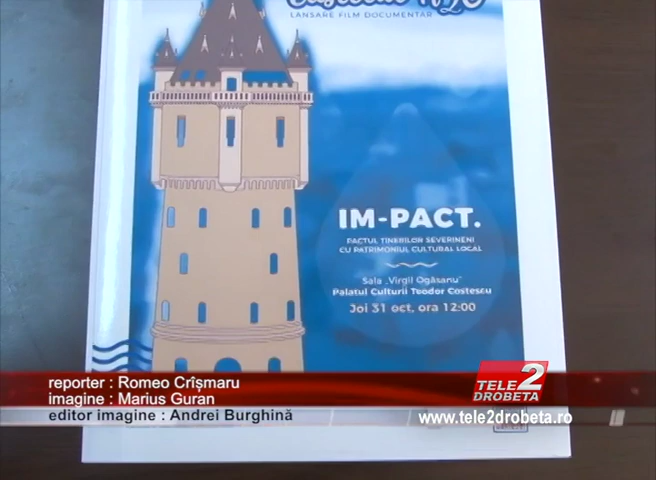 LANSARE FILM DOCUMENTAR
IM-PACT.
PACTUL TINERILOR SEVERINENI
CU PATRIMONIUL CULTURAL LOCAL
Sala „Virgil Ogășanu"
Palatul Culturii Teodor Costescu
Joi 31 oct, ora 12:00
reporter : Romeo Crîșmaru
imagine : Marius Guran
editor imagine : Andrei Burghină
TELE 2
DROBETA
www.tele2drobeta.ro